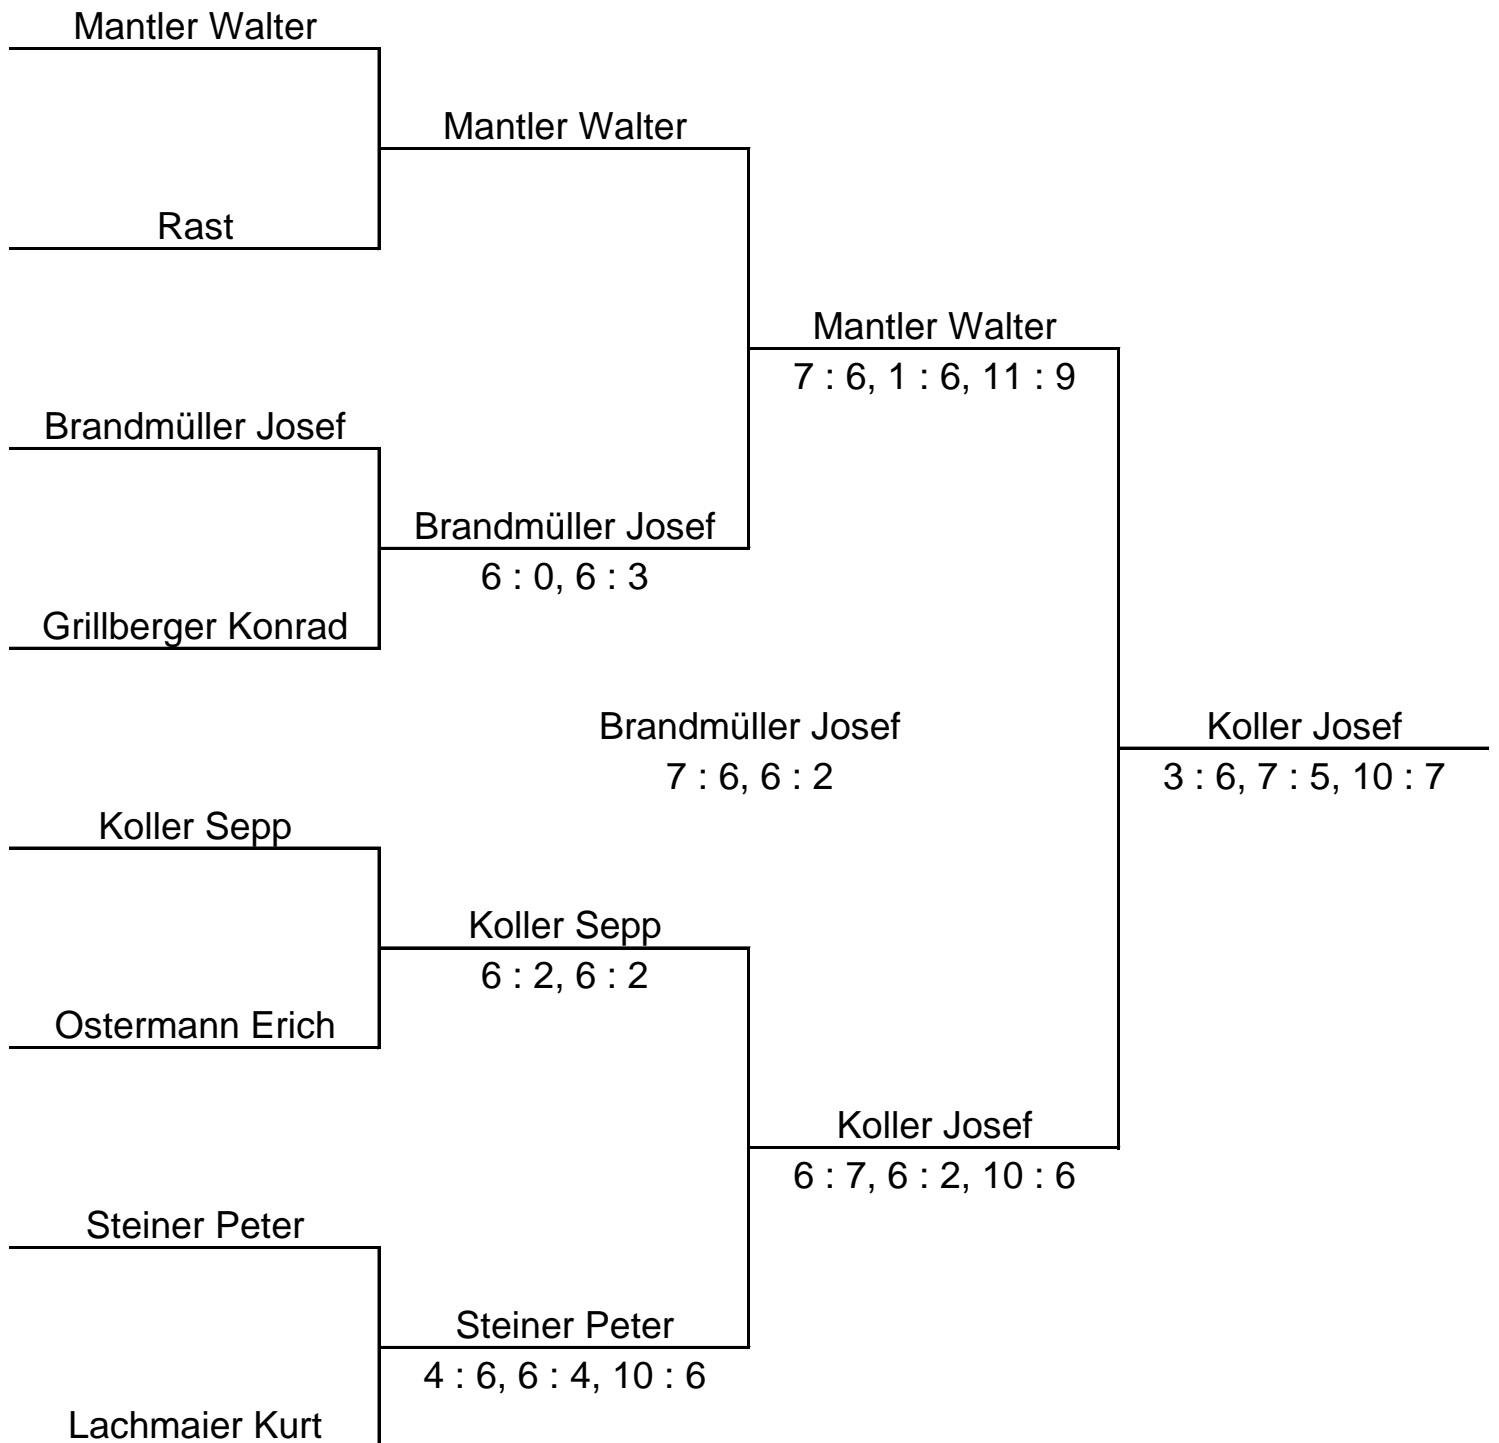 Mantler Walter
Mantler Walter
Rast
Mantler Walter
7 : 6, 1 : 6, 11 : 9
Brandmüller Josef
Brandmüller Josef
6 : 0, 6 : 3
Grillberger Konrad
Brandmüller Josef
7 : 6, 6 : 2
Koller Josef
3 : 6, 7 : 5, 10 : 7
Koller Sepp
Koller Sepp
6 : 2, 6 : 2
Ostermann Erich
Koller Josef
6 : 7, 6 : 2, 10 : 6
Steiner Peter
Steiner Peter
4 : 6, 6 : 4, 10 : 6
Lachmaier Kurt